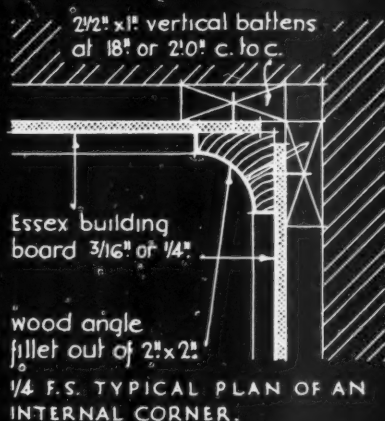 2½" x 1" vertical battens
at 18" or 2'0" c. to c.
Essex building
board 3/16" or ¼"
wood angle
fillet out of 2" x 2"
¼ F.S. TYPICAL PLAN OF AN
INTERNAL CORNER.